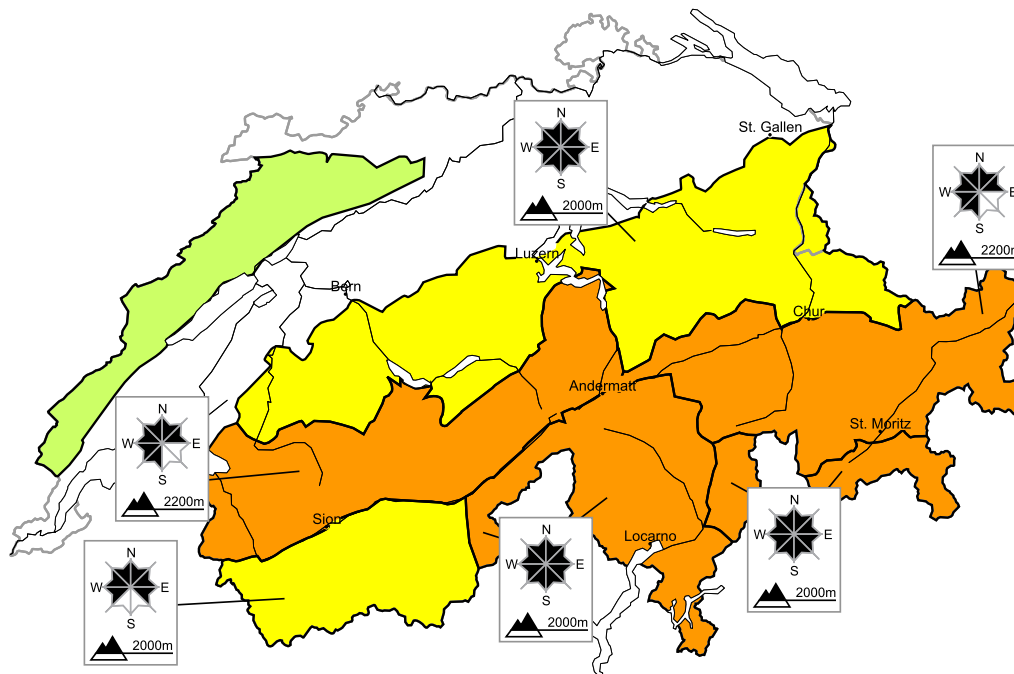 N
St. Gallen
W E
S
2000m
N
W E
S
2200m
Luzern
Bern
Chur
Andermatt
St. Moritz
N
W E
S
2200m
N
W E
S
2000m
Sion
Locarno
N
W E
S
2000m
N
W E
S
2000m